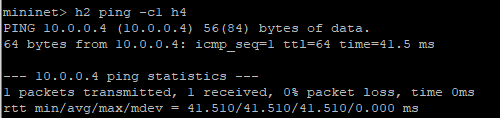 mininet> h2 ping -c1 h4
PING 10.0.0.4 (10.0.0.4) 56(84) bytes of data.
64 bytes from 10.0.0.4: icmp_seq=1 ttl=64 time=41.5 ms

--- 10.0.0.4 ping statistics ---
1 packets transmitted, 1 received, 0% packet loss, time 0ms
rtt min/avg/max/mdev = 41.510/41.510/41.510/0.000 ms